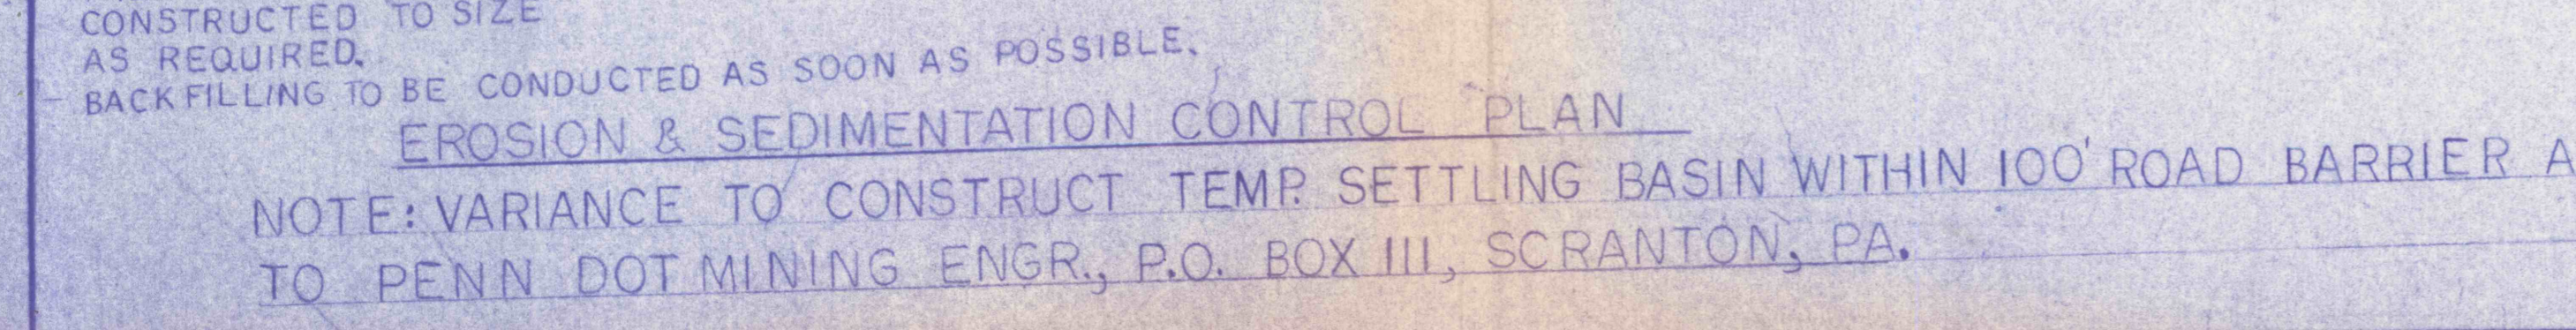 CONSTRUCTED TO SIZE
AS REQUIRED.
BACKFILLING TO BE CONDUCTED AS SOON AS POSSIBLE.
EROSION & SEDIMENTATION CONTROL PLAN
NOTE: VARIANCE TO CONSTRUCT TEMP. SETTLING BASIN WITHIN 100' ROAD BARRIER A
TO PENN DOT MINING ENGR., P.O. BOX 111, SCRANTON, PA.